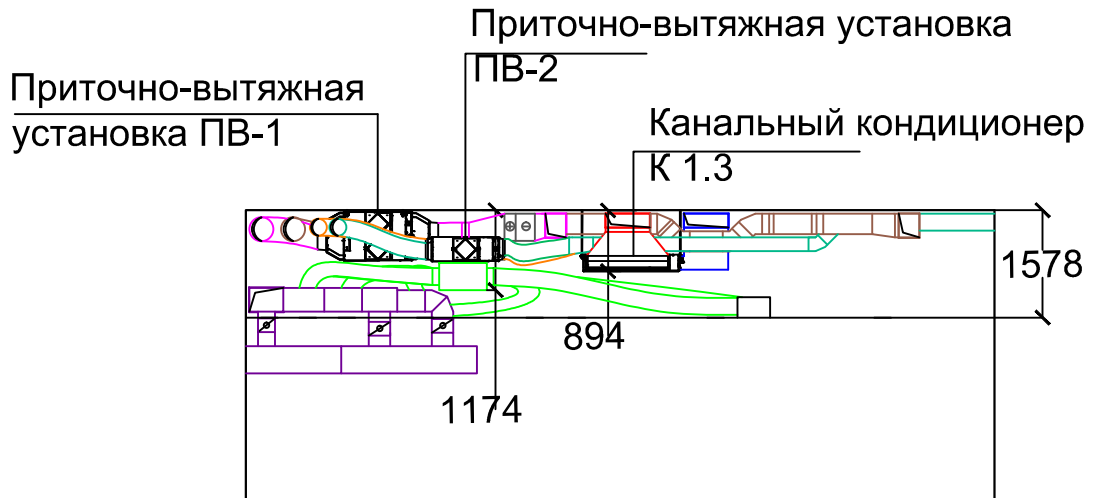 Приточно-вытяжная установка
ПВ-2
Приточно-вытяжная
установка ПВ-1
Канальный кондиционер
К 1.3
1578
894
1174